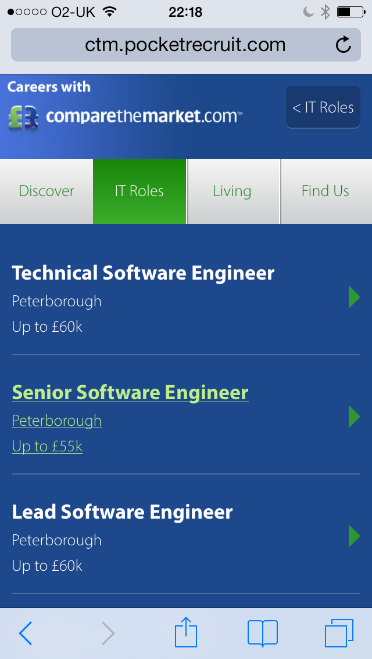 O2-UK 22:18
ctm.pocketrecruit.com
Careers with
comparethemarket.com™
< IT Roles
Discover IT Roles Living Find Us
Technical Software Engineer
Peterborough
Up to £60k
Senior Software Engineer
Peterborough
Up to £55k
Lead Software Engineer
Peterborough
Up to £60k